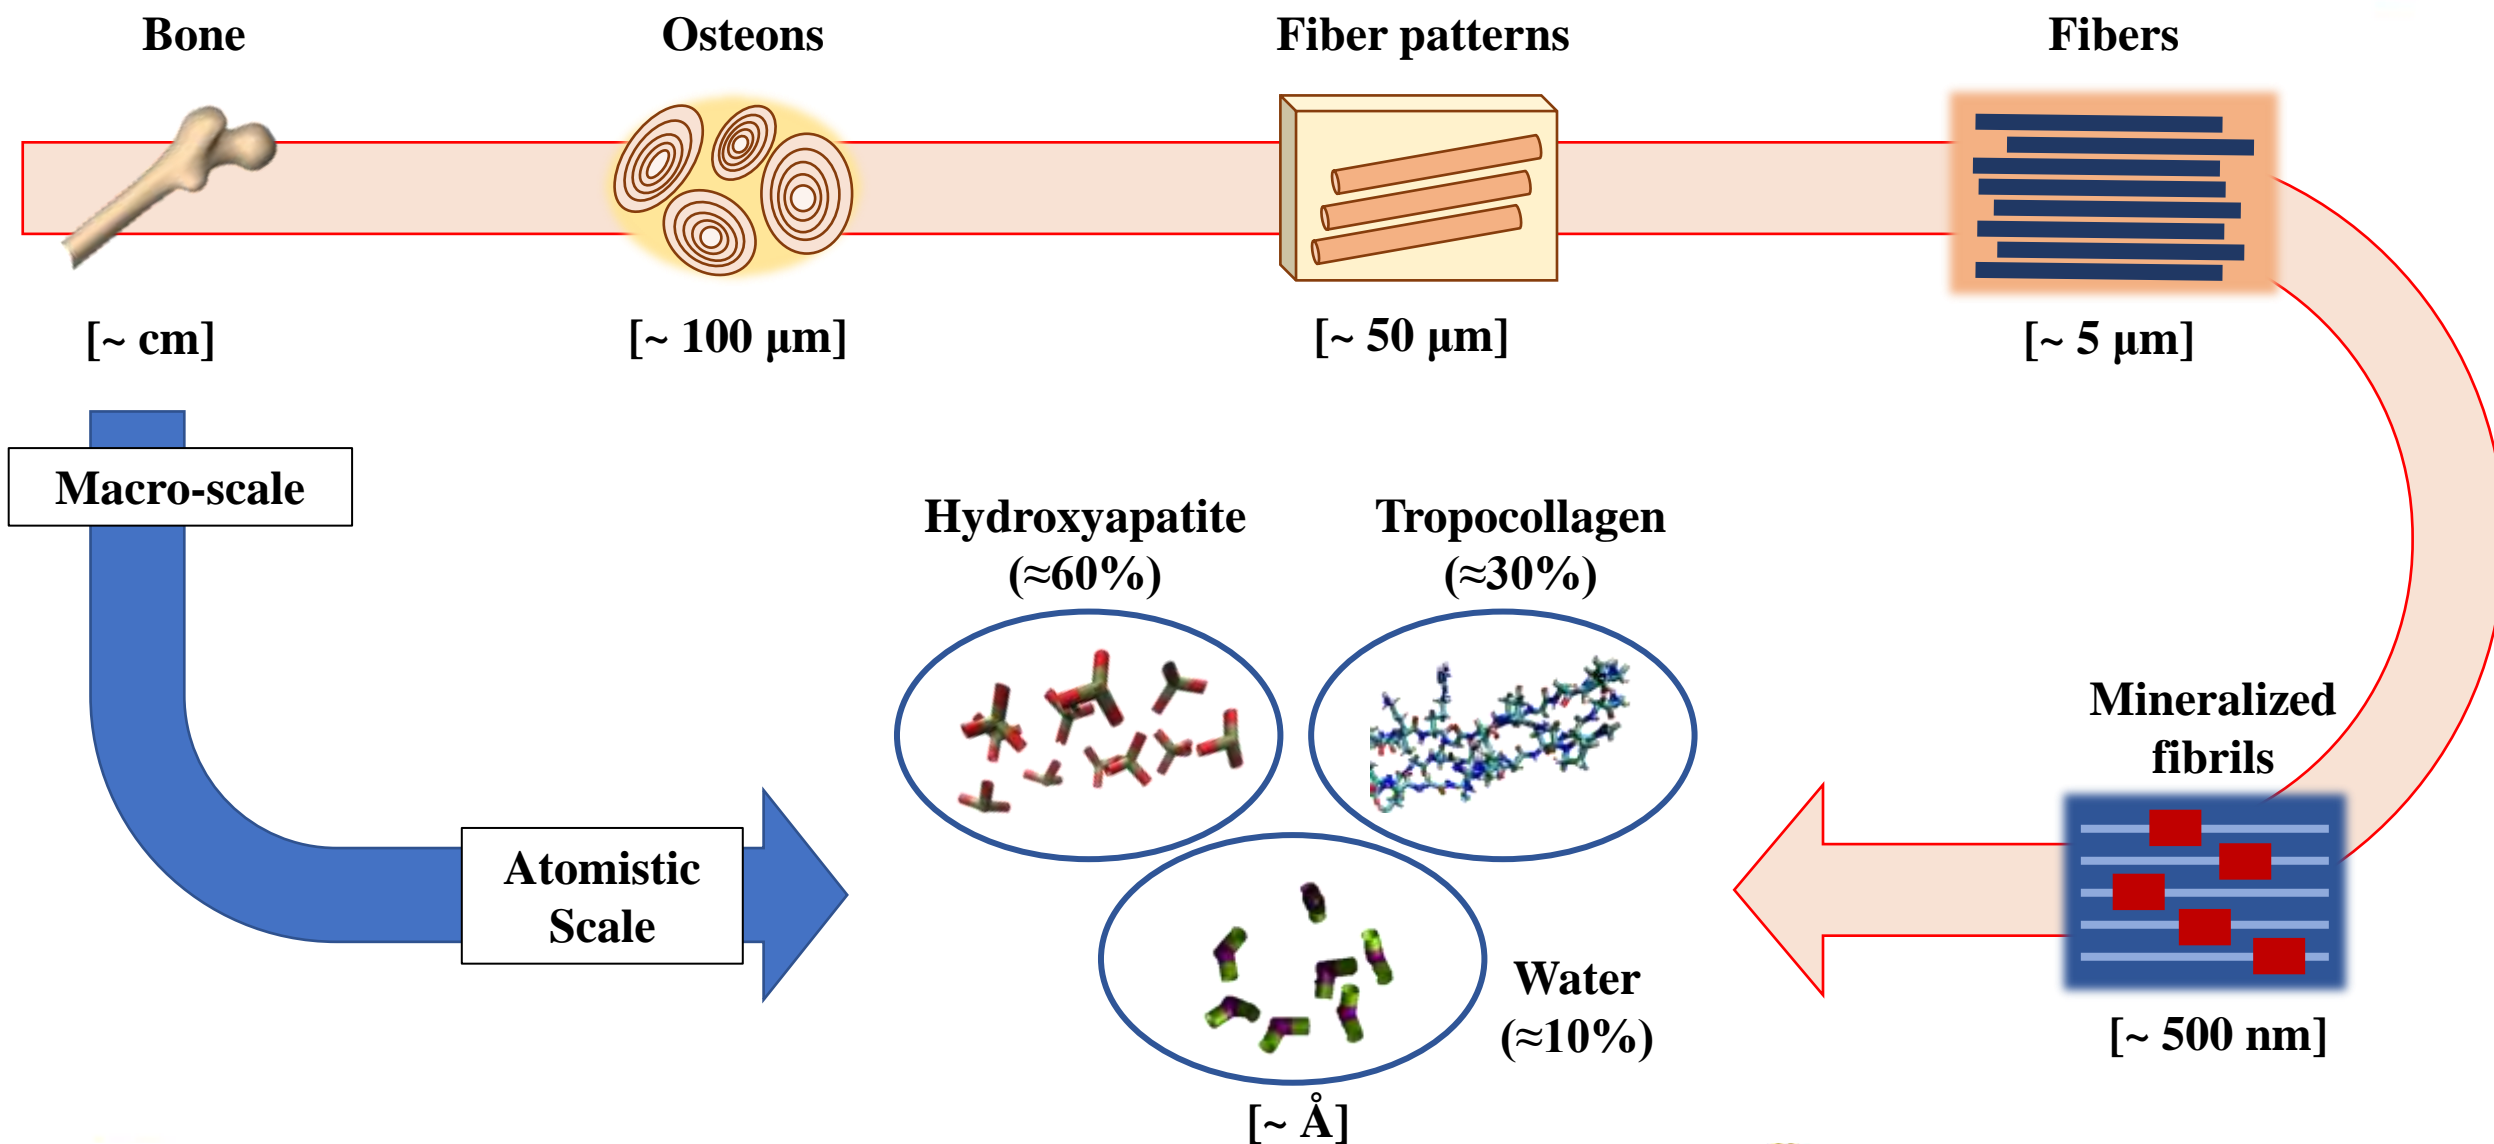 Bone
Osteons
Fiber patterns
Fibers
[~ cm]
[~ 100 μm]
[~ 50 μm]
[~ 5 μm]
Macro-scale
Atomistic
Scale
Hydroxyapatite
(≈60%)
Tropocollagen
(≈30%)
Water
(≈10%)
[~ Å]
Mineralized
fibrils
[~ 500 nm]